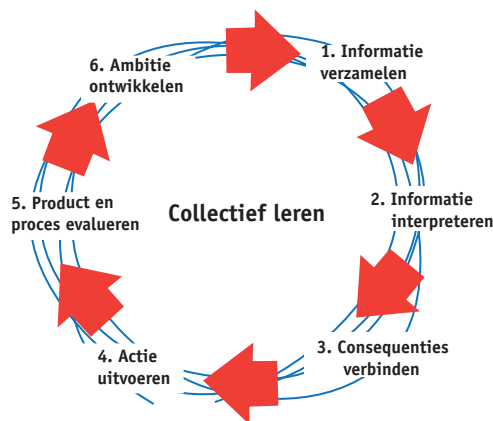 1. Informatie
verzamelen
2. Informatie
interpreteren
3. Consequenties
verbinden
4. Actie
uitvoeren
5. Product en
proces evalueren
6. Ambitie
ontwikkelen
Collectief leren